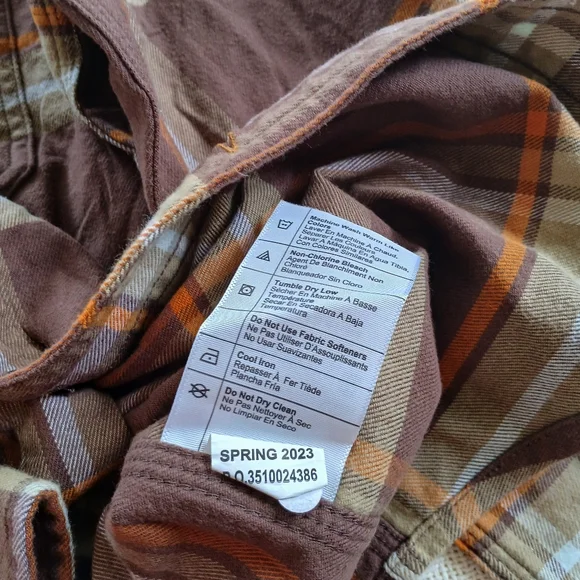 Machine Wash Warm Like
Colors
Laver En Machine À Chaud.
Séparer Les Couleurs
Lavar À Máquina En Agua Tibia,
Con Colores Similares
Non-Chlorine Bleach
Agent De Blanchiment Non
Chloré
Blanqueador Sin Cloro
Tumble Dry Low
Sécher En Machine À Basse
Température
Secar En Secadora À Baja
Temperatura
Do Not Use Fabric Softeners
Ne Pas Utiliser D'Assouplissants
No Usar Suavizantes
Cool Iron
Repasser À Fer Tiède
Plancha Fría
Do Not Dry Clean
Ne Pas Nettoyer À Sec
No Limpiar En Seco
SPRING 2023
P.O.3510024386